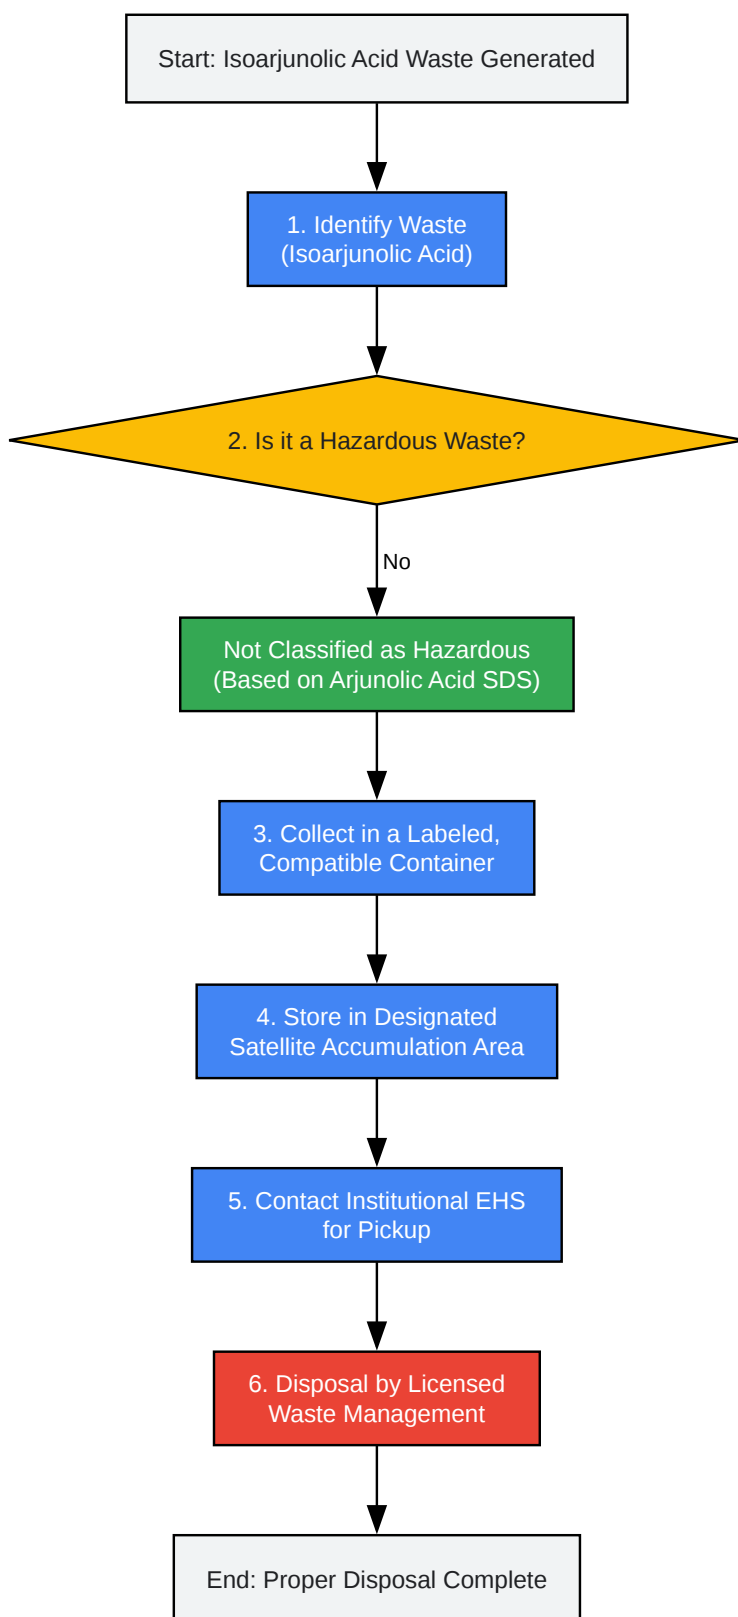 Start: Isoarjunolic Acid Waste Generated
1. Identify Waste
(Isoarjunolic Acid)
2. Is it a Hazardous Waste?
No
Not Classified as Hazardous
(Based on Arjunolic Acid SDS)
3. Collect in a Labeled,
Compatible Container
4. Store in Designated
Satellite Accumulation Area
5. Contact Institutional EHS
for Pickup
6. Disposal by Licensed
Waste Management
End: Proper Disposal Complete